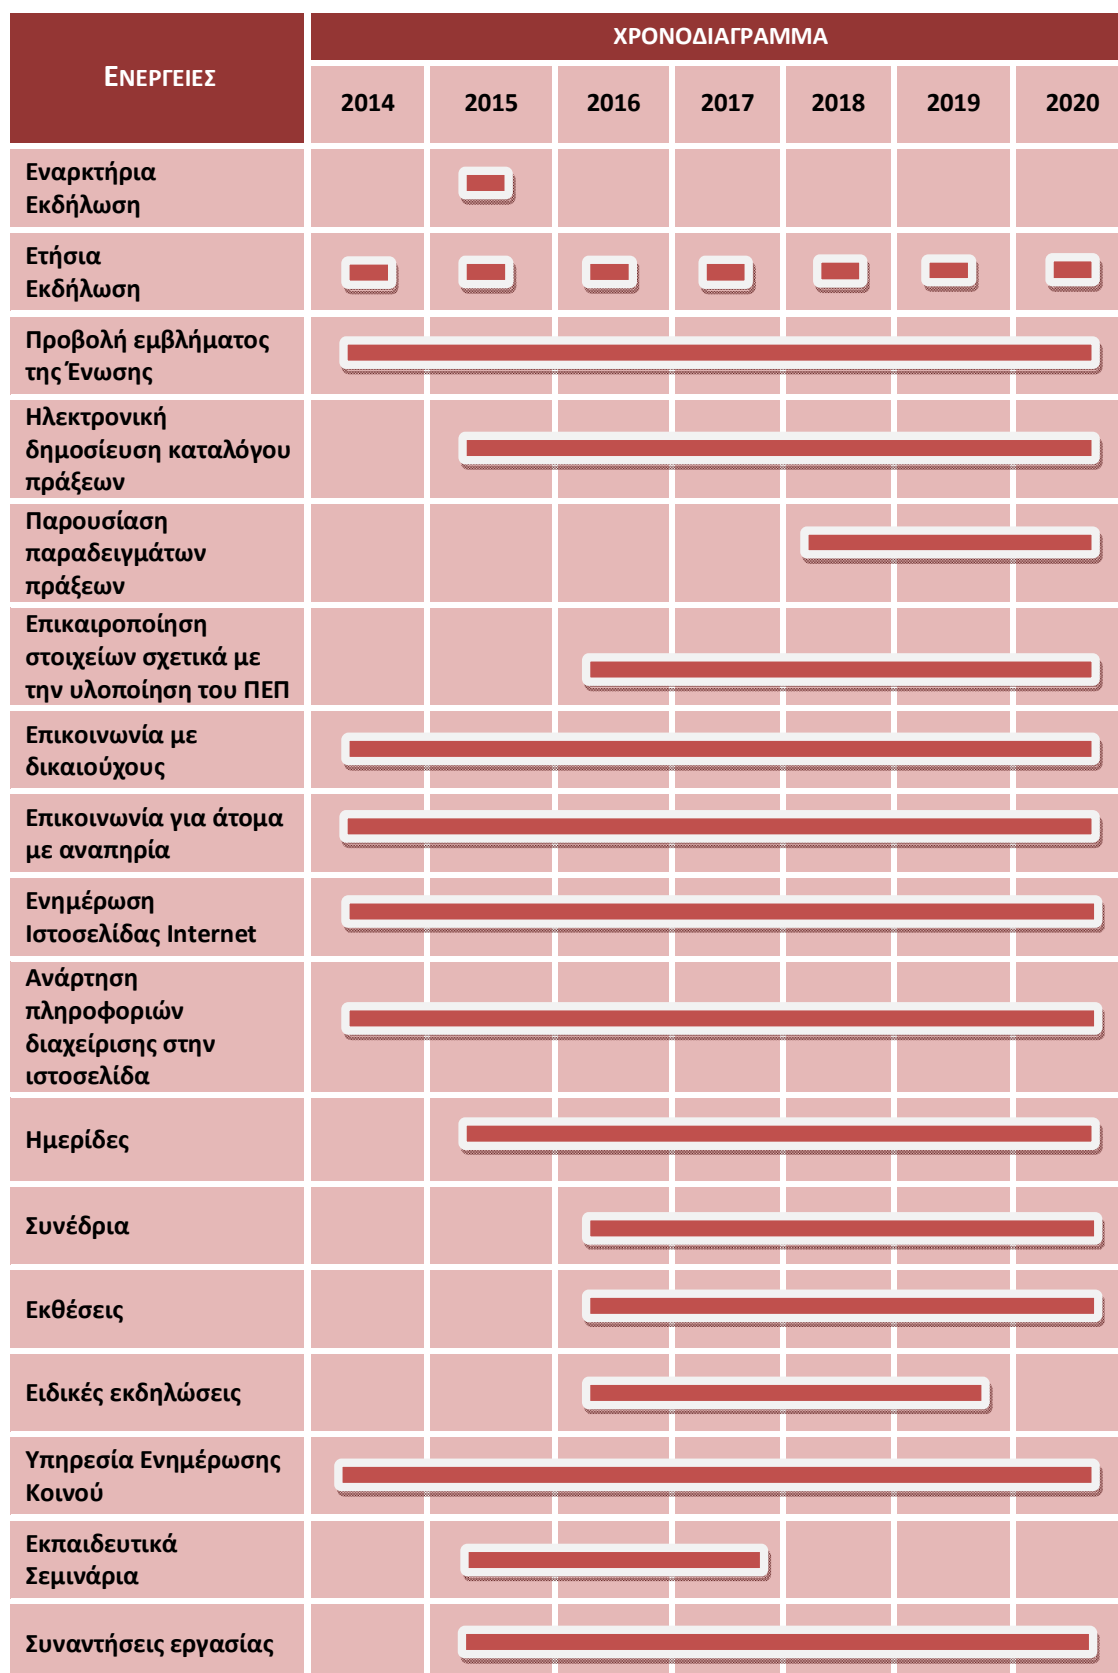 ΕΝΕΡΓΕΙΕΣ
ΧΡΟΝΟΔΙΑΓΡΑΜΜΑ
2014 2015 2016 2017 2018 2019 2020
Εναρκτήρια
Εκδήλωση
Ετήσια
Εκδήλωση
Προβολή εμβλήματος
της Ένωσης
Ηλεκτρονική
δημοσίευση καταλόγου
πράξεων
Παρουσίαση
παραδειγμάτων
πράξεων
Επικαιροποίηση
στοιχείων σχετικά με
την υλοποίηση του ΠΕΠ
Επικοινωνία με
δικαιούχους
Επικοινωνία για άτομα
με αναπηρία
Ενημέρωση
Ιστοσελίδας Internet
Ανάρτηση
πληροφοριών
διαχείρισης στην
ιστοσελίδα
Ημερίδες
Συνέδρια
Εκθέσεις
Ειδικές εκδηλώσεις
Υπηρεσία Ενημέρωσης
Κοινού
Εκπαιδευτικά
Σεμινάρια
Συναντήσεις εργασίας